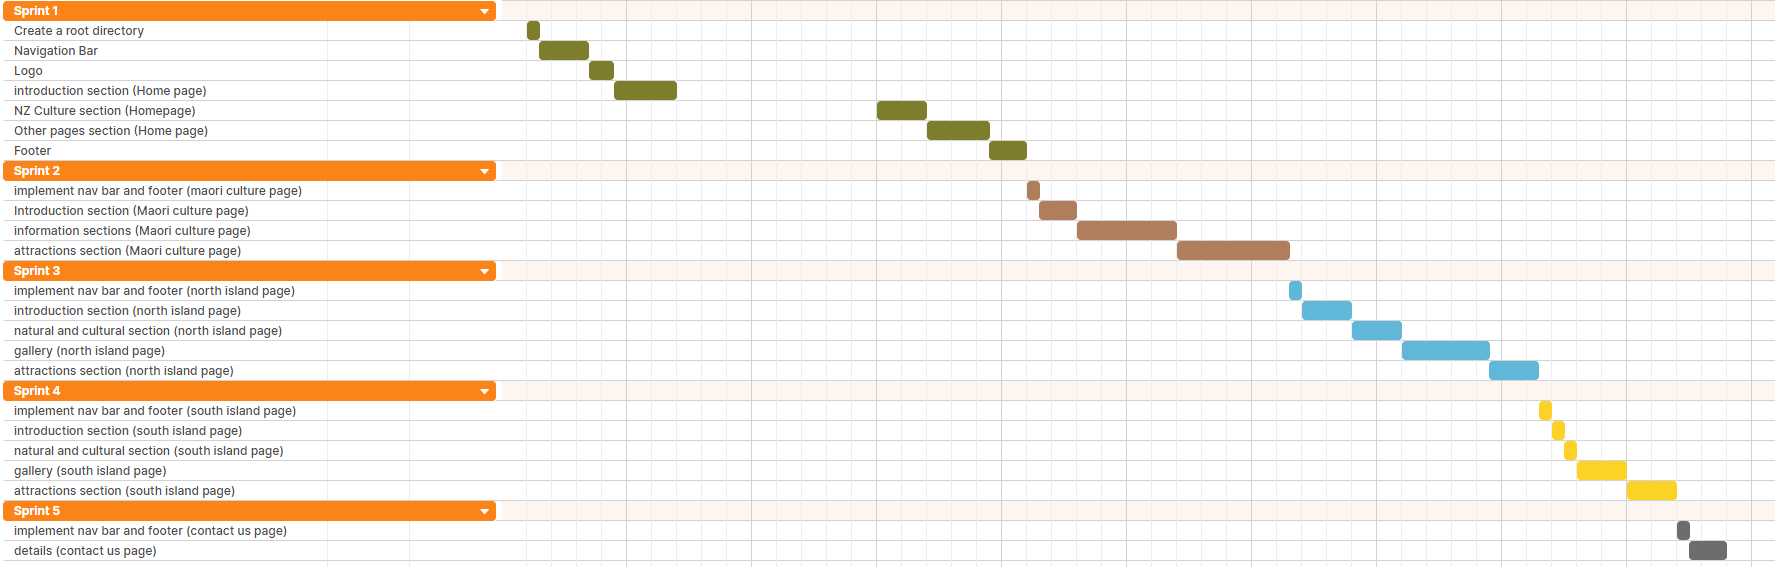 Sprint 1
Create a root directory
Navigation Bar
Logo
introduction section (Home page)
NZ Culture section (Homepage)
Other pages section (Home page)
Footer
Sprint 2
implement nav bar and footer (maori culture page)
Introduction section (Maori culture page)
information sections (Maori culture page)
attractions section (Maori culture page)
Sprint 3
implement nav bar and footer (north island page)
introduction section (north island page)
natural and cultural section (north island page)
gallery (north island page)
attractions section (north island page)
Sprint 4
implement nav bar and footer (south island page)
introduction section (south island page)
natural and cultural section (south island page)
gallery (south island page)
attractions section (south island page)
Sprint 5
implement nav bar and footer (contact us page)
details (contact us page)